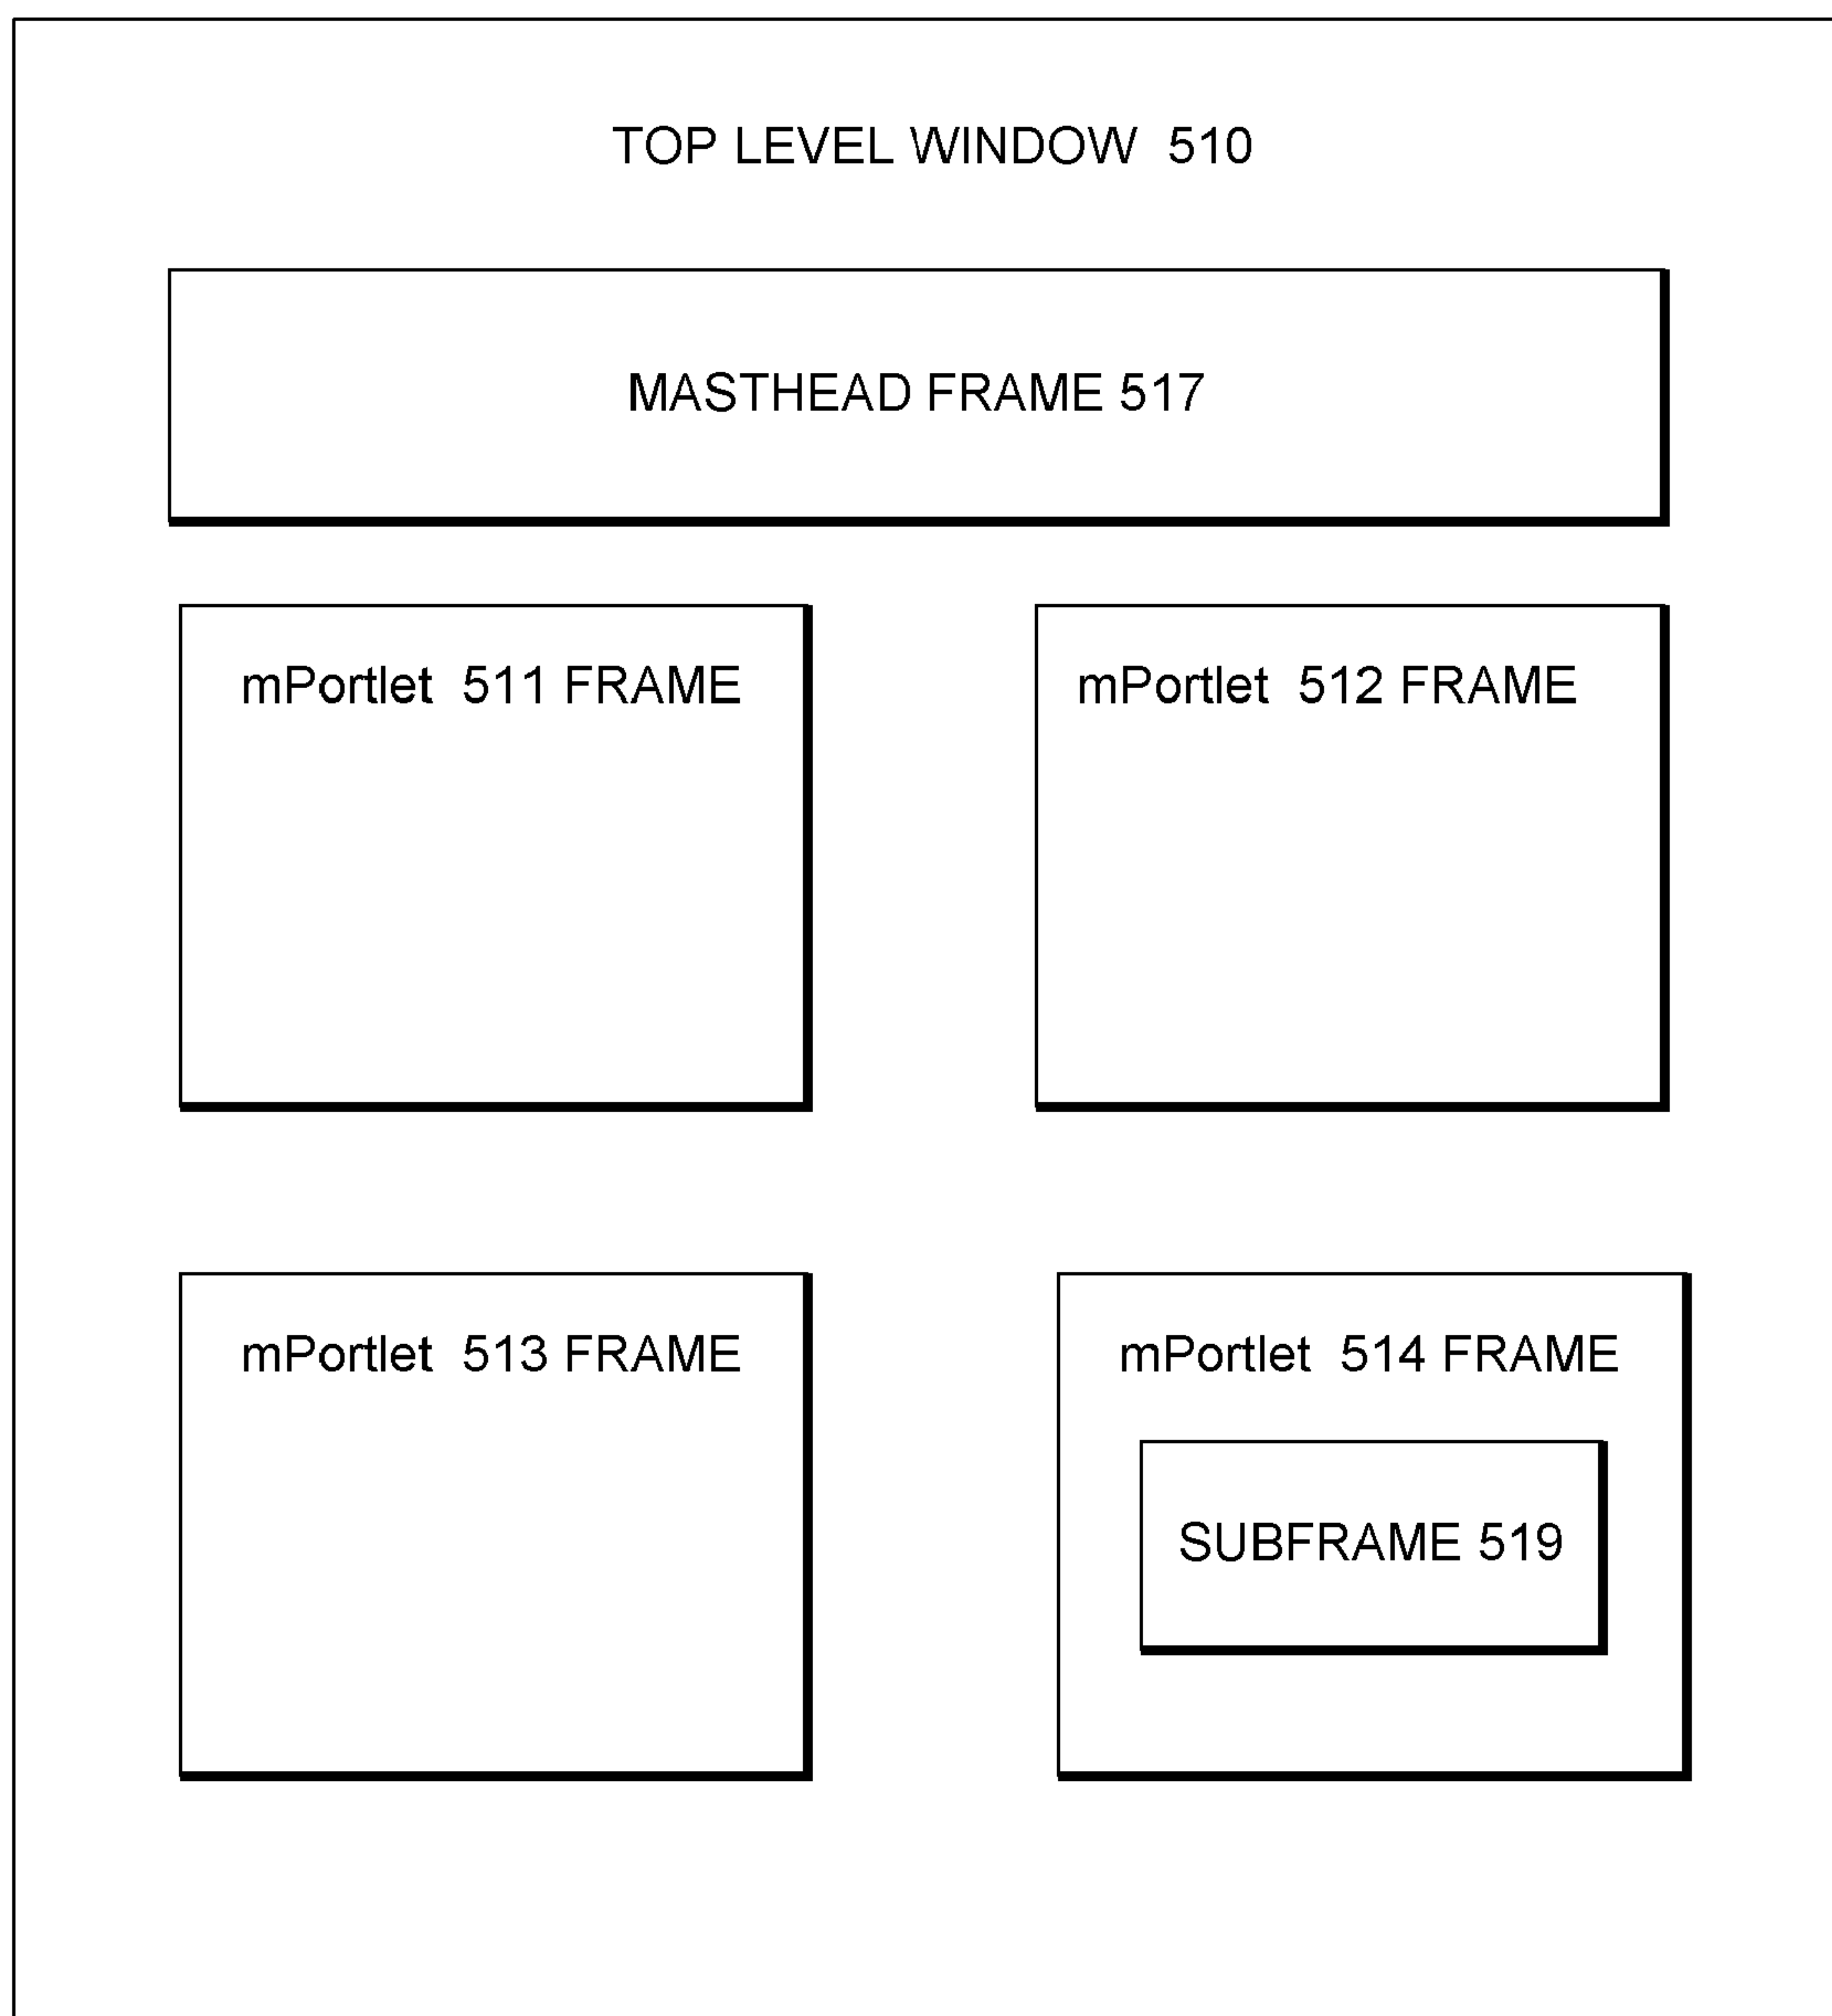 TOP LEVEL WINDOW 510
MASTHEAD FRAME 517
mPortlet 511 FRAME
mPortlet 512 FRAME
mPortlet 513 FRAME
mPortlet 514 FRAME
SUBFRAME 519